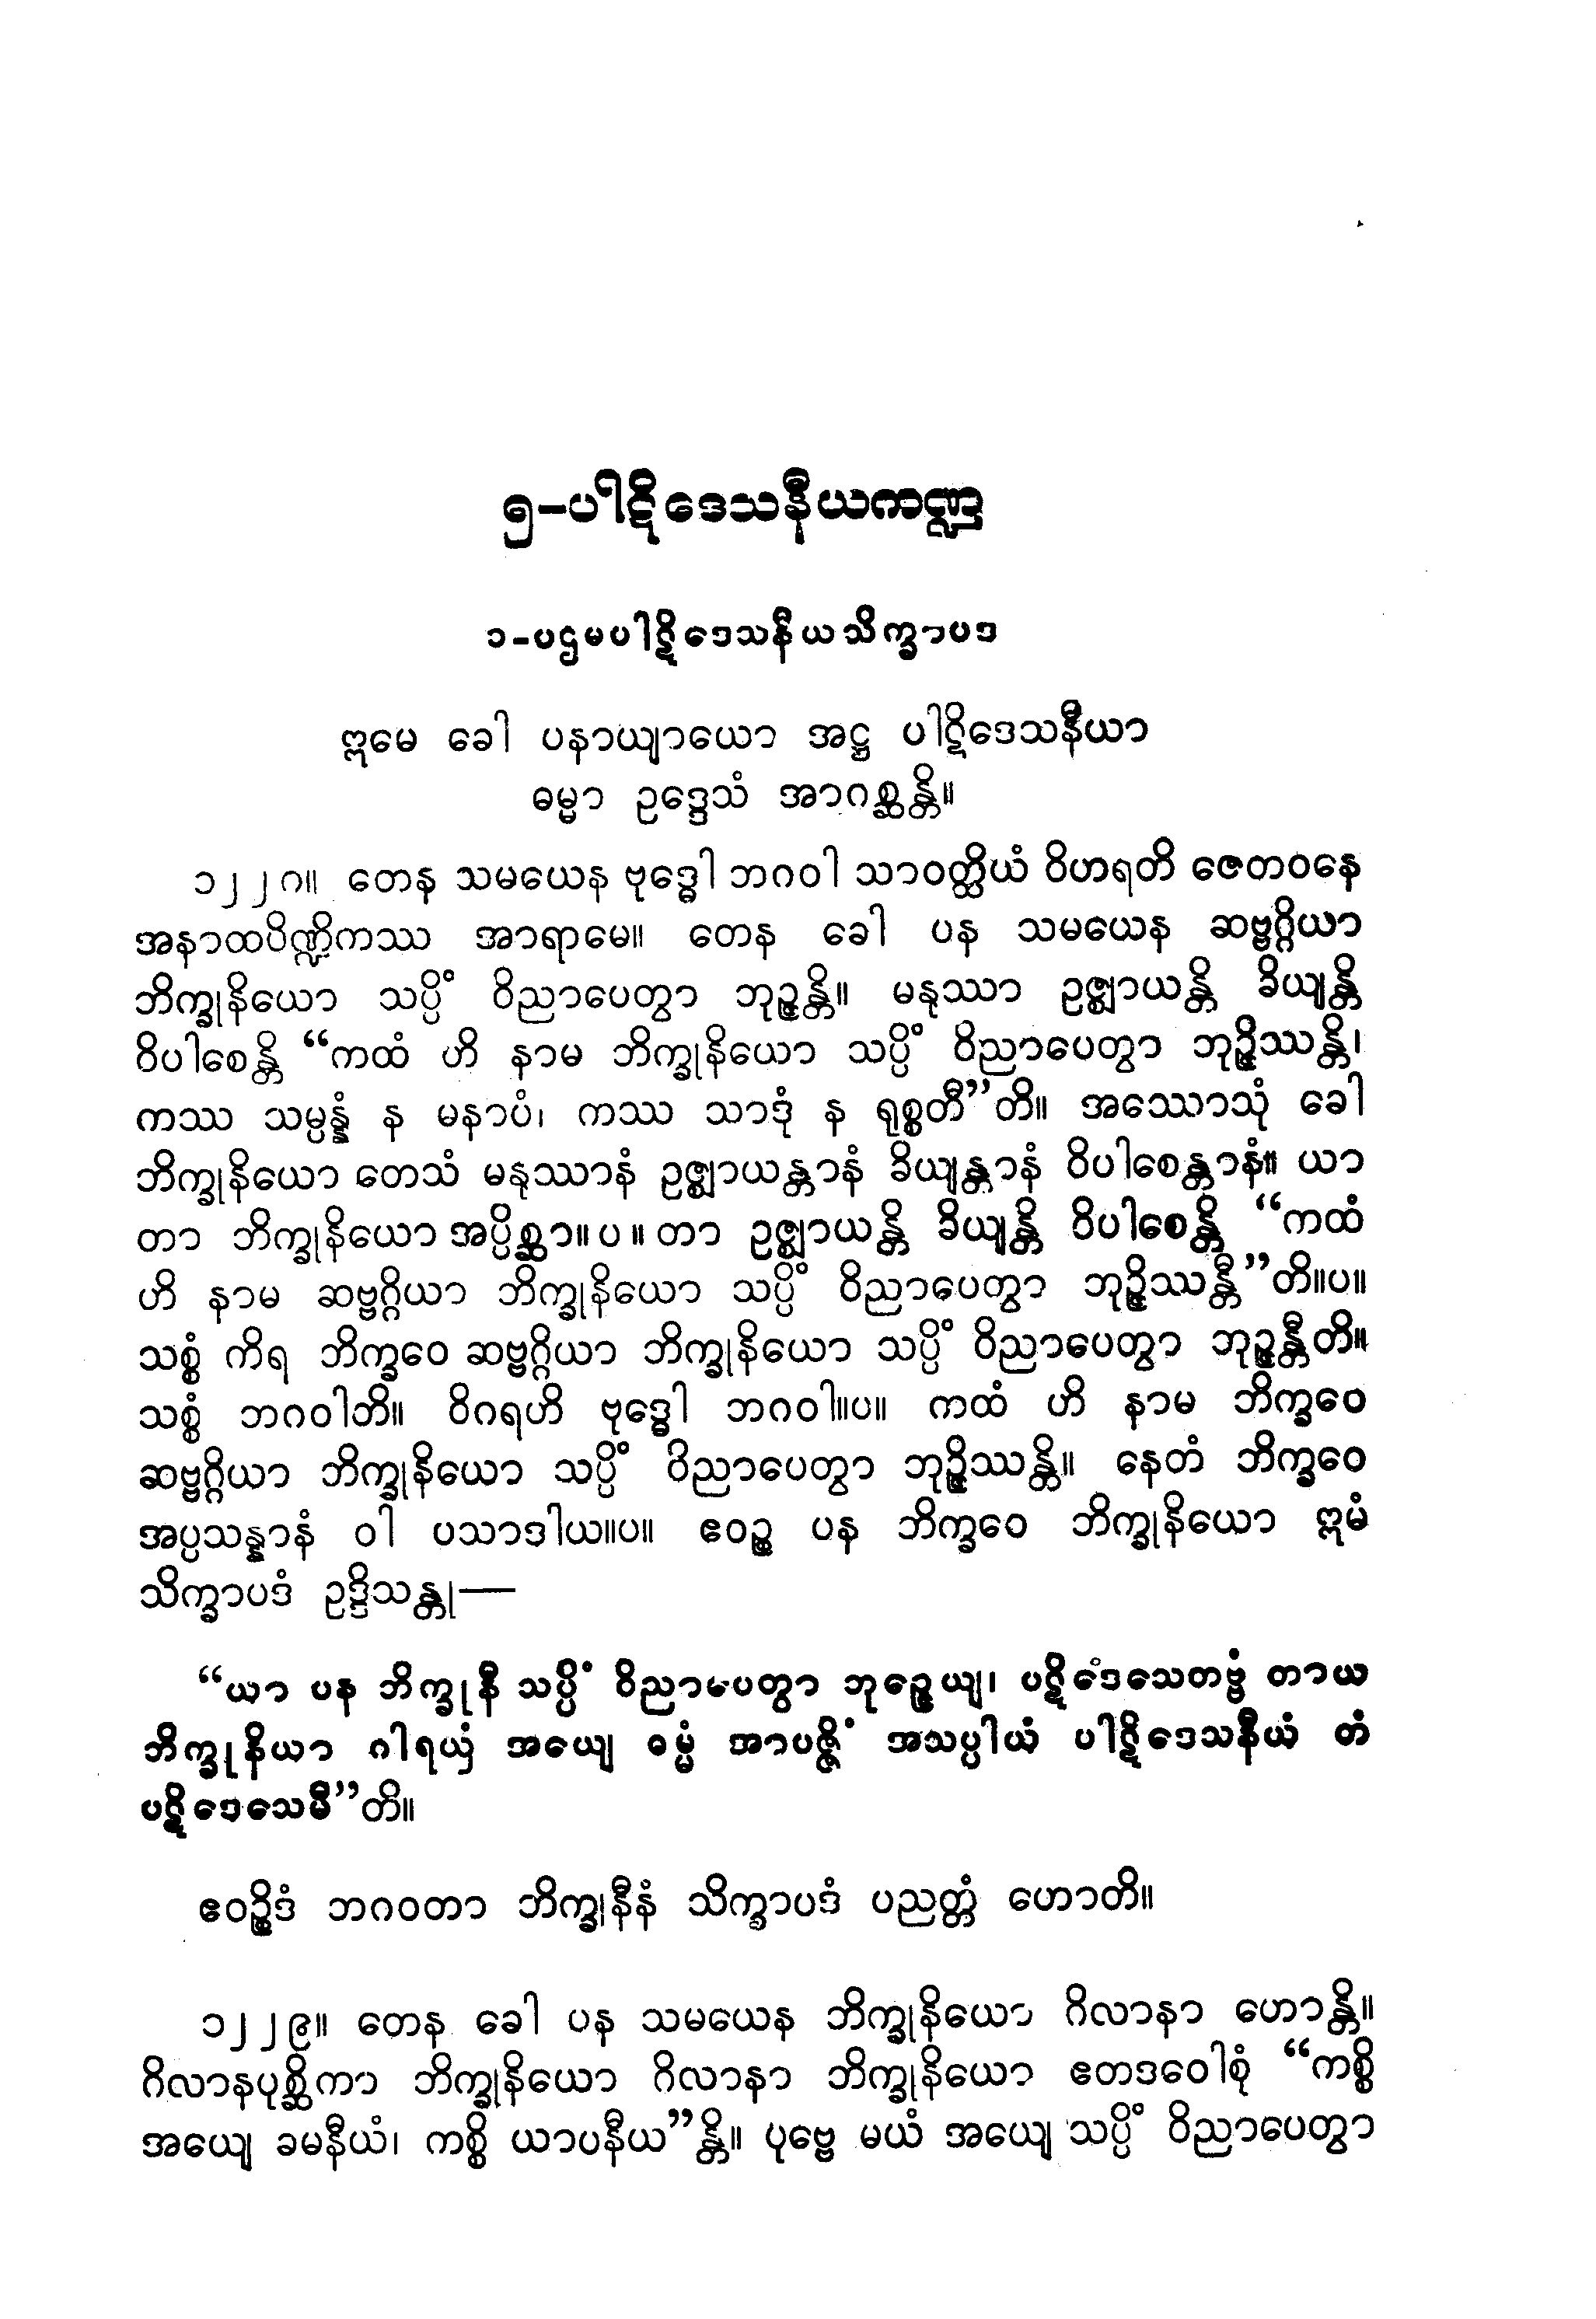 ၅-ပါဋိဒေသနီယကဏ္ဍ
၁-ပဌမပါဋိဒေသနီယသိက္ခာပဒ
ဣမေ ခေါ ပနာယျာယော အဋ္ဌ ပါဋိဒေသနီယာ
ဓမ္မာ ဥဒ္ဒေသံ အာဂစ္ဆန္တိ။
၁၂၂ဂ။ တေန သမယေန ဗုဒ္ဓေါ ဘဂဝါ သာဝတ္ထိယံ ဝိဟရတိ ဇေတဝနေ
အနာထပိဏ္ဍိကဿ အာရာမေ။ တေန ခေါ ပန သမယေန ဆဗ္ဗဂ္ဂိယာ
ဘိက္ခုနိယော သပ္ပိံ ဝိညာပေတွာ ဘုဉ္ဇန္တိ။ မနုဿာ ဥဇ္ဈာယန္တိ ခိယျန္တိ
ဝိပါစေန္တိ “ကထံ ဟိ နာမ ဘိက္ခုနိယော သပ္ပိံ ဝိညာပေတွာ ဘုဉ္ဇိဿန္တိ၊
ကဿ သမ္ပန္နံ န မနာပံ၊ ကဿ သာဒုံ န ရုစ္စတီ”တိ။ အဿောသုံ ခေါ
ဘိက္ခုနိယော တေသံ မနုဿာနံ ဥဇ္ဈာယန္တာနံ ခိယျန္တာနံ ဝိပါစေန္တာနံ။ ယာ
တာ ဘိက္ခုနိယော အပ္ပိစ္ဆာ။ ပ ။ တာ ဥဇ္ဈာယန္တိ ခိယျန္တိ ဝိပါစေန္တိ “ကထံ
ဟိ နာမ ဆဗ္ဗဂ္ဂိယာ ဘိက္ခုနိယော သပ္ပိံ ဝိညာပေတွာ ဘုဉ္ဇိဿန္တီ”တိ။ပ။
သစ္စံ ကိရ ဘိက္ခဝေ ဆဗ္ဗဂ္ဂိယာ ဘိက္ခုနိယော သပ္ပိံ ဝိညာပေတွာ ဘုဉ္ဇန္တီတိ။
သစ္စံ ဘဂဝါတိ။ ဝိဂရဟိ ဗုဒ္ဓေါ ဘဂဝါ။ပ။ ကထံ ဟိ နာမ ဘိက္ခဝေ
ဆဗ္ဗဂ္ဂိယာ ဘိက္ခုနိယော သပ္ပိံ ဝိညာပေတွာ ဘုဉ္ဇိဿန္တိ။ နေတံ ဘိက္ခဝေ
အပ္ပသန္နာနံ ဝါ ပသာဒါယ။ပ။ ဧဝဉ္စ ပန ဘိက္ခဝေ ဘိက္ခုနိယော ဣမံ
သိက္ခာပဒံ ဥဒ္ဒိသန္တု—
“ယာ ပန ဘိက္ခုနီ သပ္ပိံ ဝိညာပေတွာ ဘုဉ္ဇေယျ၊ ပဋိဒေသေတဗ္ဗံ တာယ
ဘိက္ခုနိယာ ဂါရယှံ အယျေ ဓမ္မံ အာပဇ္ဇိံ အသပ္ပါယံ ပါဋိဒေသနီယံ တံ
ပဋိဒေသေမီ”တိ။
ဧဝဉ္စိဒံ ဘဂဝတာ ဘိက္ခုနီနံ သိက္ခာပဒံ ပညတ္တံ ဟောတိ။
၁၂၂၉။ တေန ခေါ ပန သမယေန ဘိက္ခုနိယော ဂိလာနာ ဟောန္တိ။
ဂိလာနပုစ္ဆိကာ ဘိက္ခုနိယော ဂိလာနာ ဘိက္ခုနိယော ဧတဒဝေါစုံ “ကစ္စိ
အယျေ ခမနီယံ၊ ကစ္စိ ယာပနီယ”န္တိ။ ပုဗ္ဗေ မယံ အယျေ သပ္ပိံ ဝိညာပေတွာ